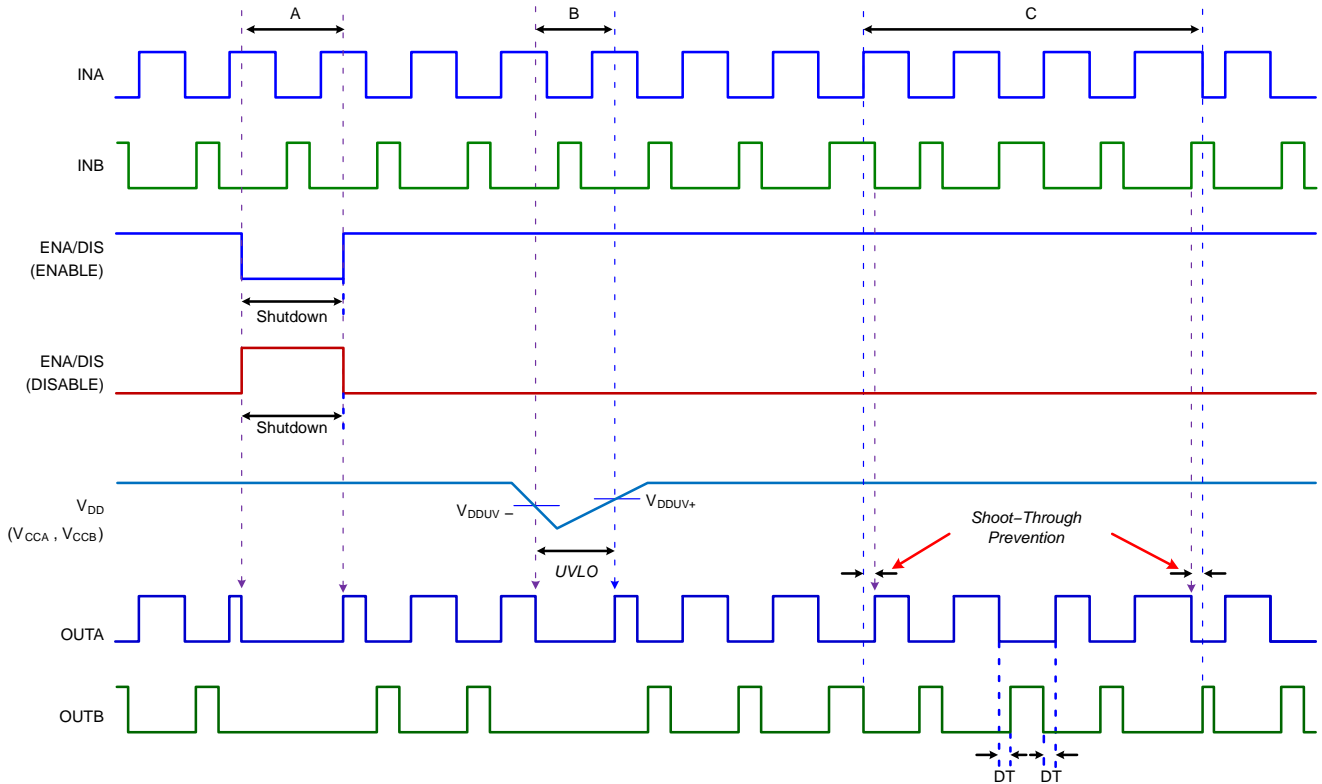 A
B
C
INA
INB
ENA/DIS
(ENABLE)
Shutdown
ENA/DIS
(DISABLE)
Shutdown
VDD
(VCCA , VCCB)
VDDUV −
VDDUV+
UVLO
Shoot−Through
Prevention
OUTA
OUTB
DT
DT